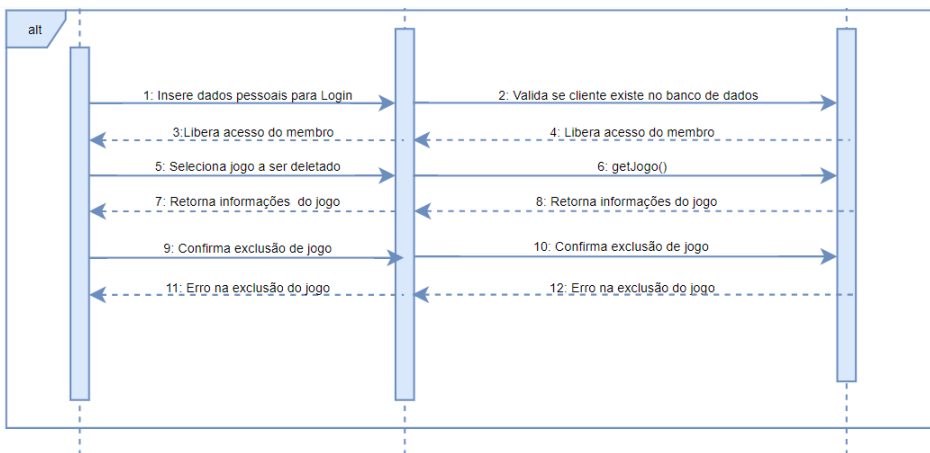 alt
1: Insere dados pessoais para Login
2: Valida se cliente existe no banco de dados
3:Libera acesso do membro
4: Libera acesso do membro
5: Seleciona jogo a ser deletado
6: getJogo()
7: Retorna informações do jogo
8: Retorna informações do jogo
9: Confirma exclusão de jogo
10: Confirma exclusão de jogo
11: Erro na exclusão do jogo
12: Erro na exclusão do jogo